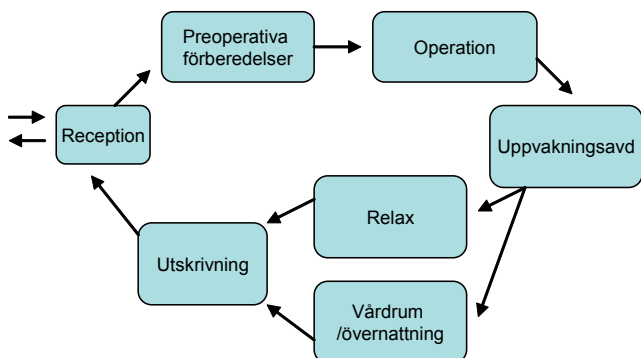 Preoperativa
förberedelser
Operation
Reception
Uppvakningsavd
Relax
Utskrivning
Vårdrum
/övernattning